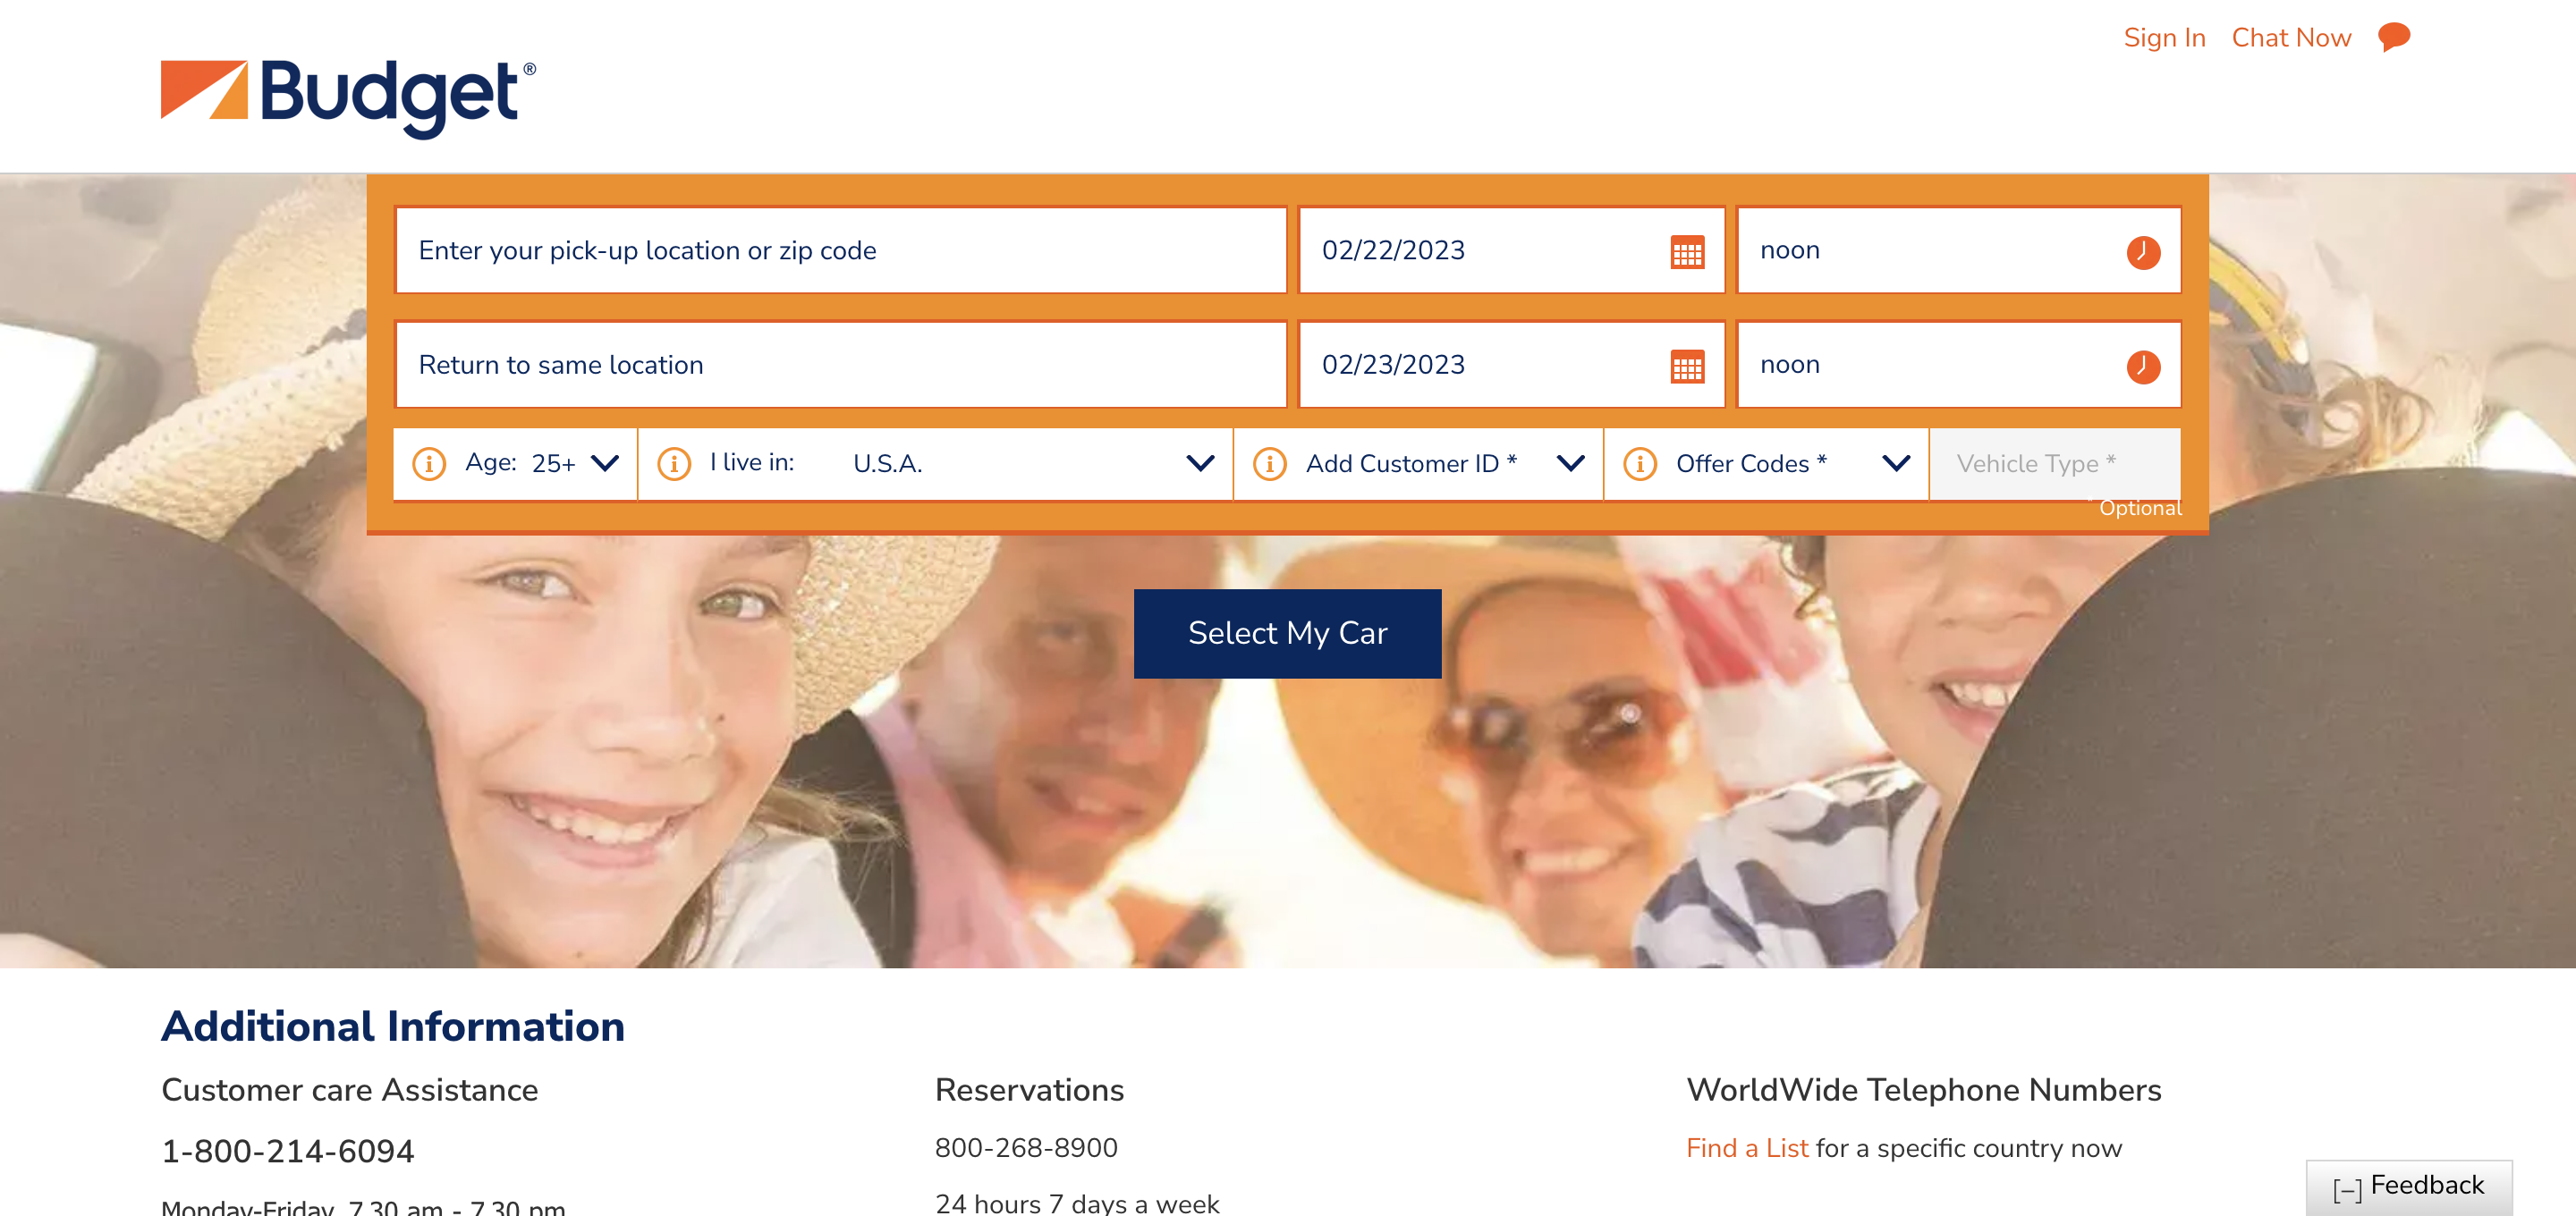 Sign In Chat Now
Budget®
Enter your pick-up location or zip code 02/22/2023 noon
Return to same location 02/23/2023 noon
Age: 25+ I live in: U.S.A. Add Customer ID * Offer Codes * Vehicle Type *
* Optional
Select My Car
Additional Information
Customer care Assistance Reservations WorldWide Telephone Numbers
1-800-214-6094 800-268-8900 Find a List for a specific country now
[–] Feedback
Monday-Friday, 7.30 am - 7.30 pm 24 hours 7 days a week